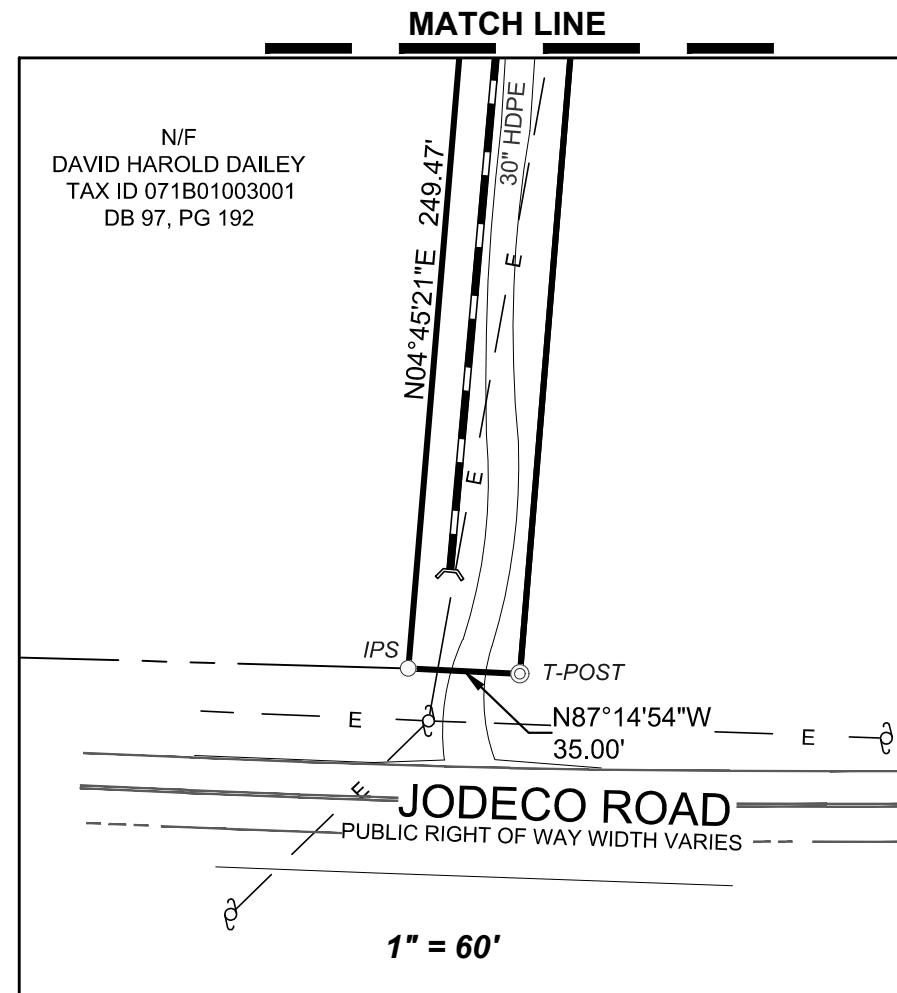 MATCH LINE
N/F
DAVID HAROLD DAILEY
TAX ID 071B01003001
DB 97, PG 192
N04°45'21"E 249.47'
30" HDPE
E
E
IPS
T-POST
N87°14'54"W
35.00'
E
E
E
JODECO ROAD
PUBLIC RIGHT OF WAY WIDTH VARIES
1" = 60'